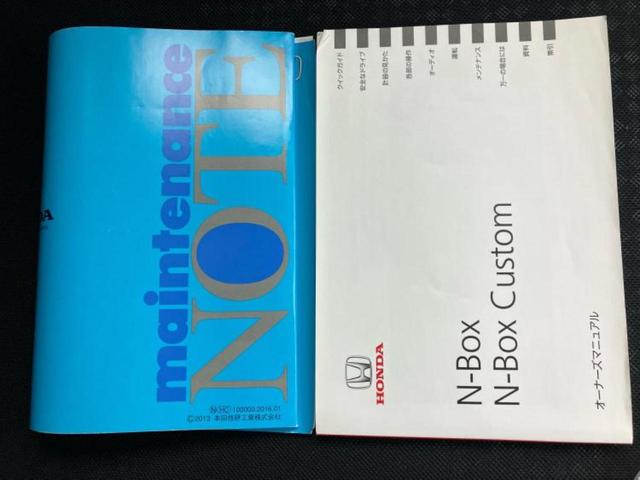 maintenance
NOTE
N HC 100000.2016.01
©2013 本田技研工業株式会社
クイックガイド
安全なドライブ
計器の見かた
各部の操作
オーディオ
運転
メンテナンス
万一の場合には
資料
索引
HONDA
N-Box
N-Box Custom
オーナーズマニュアル